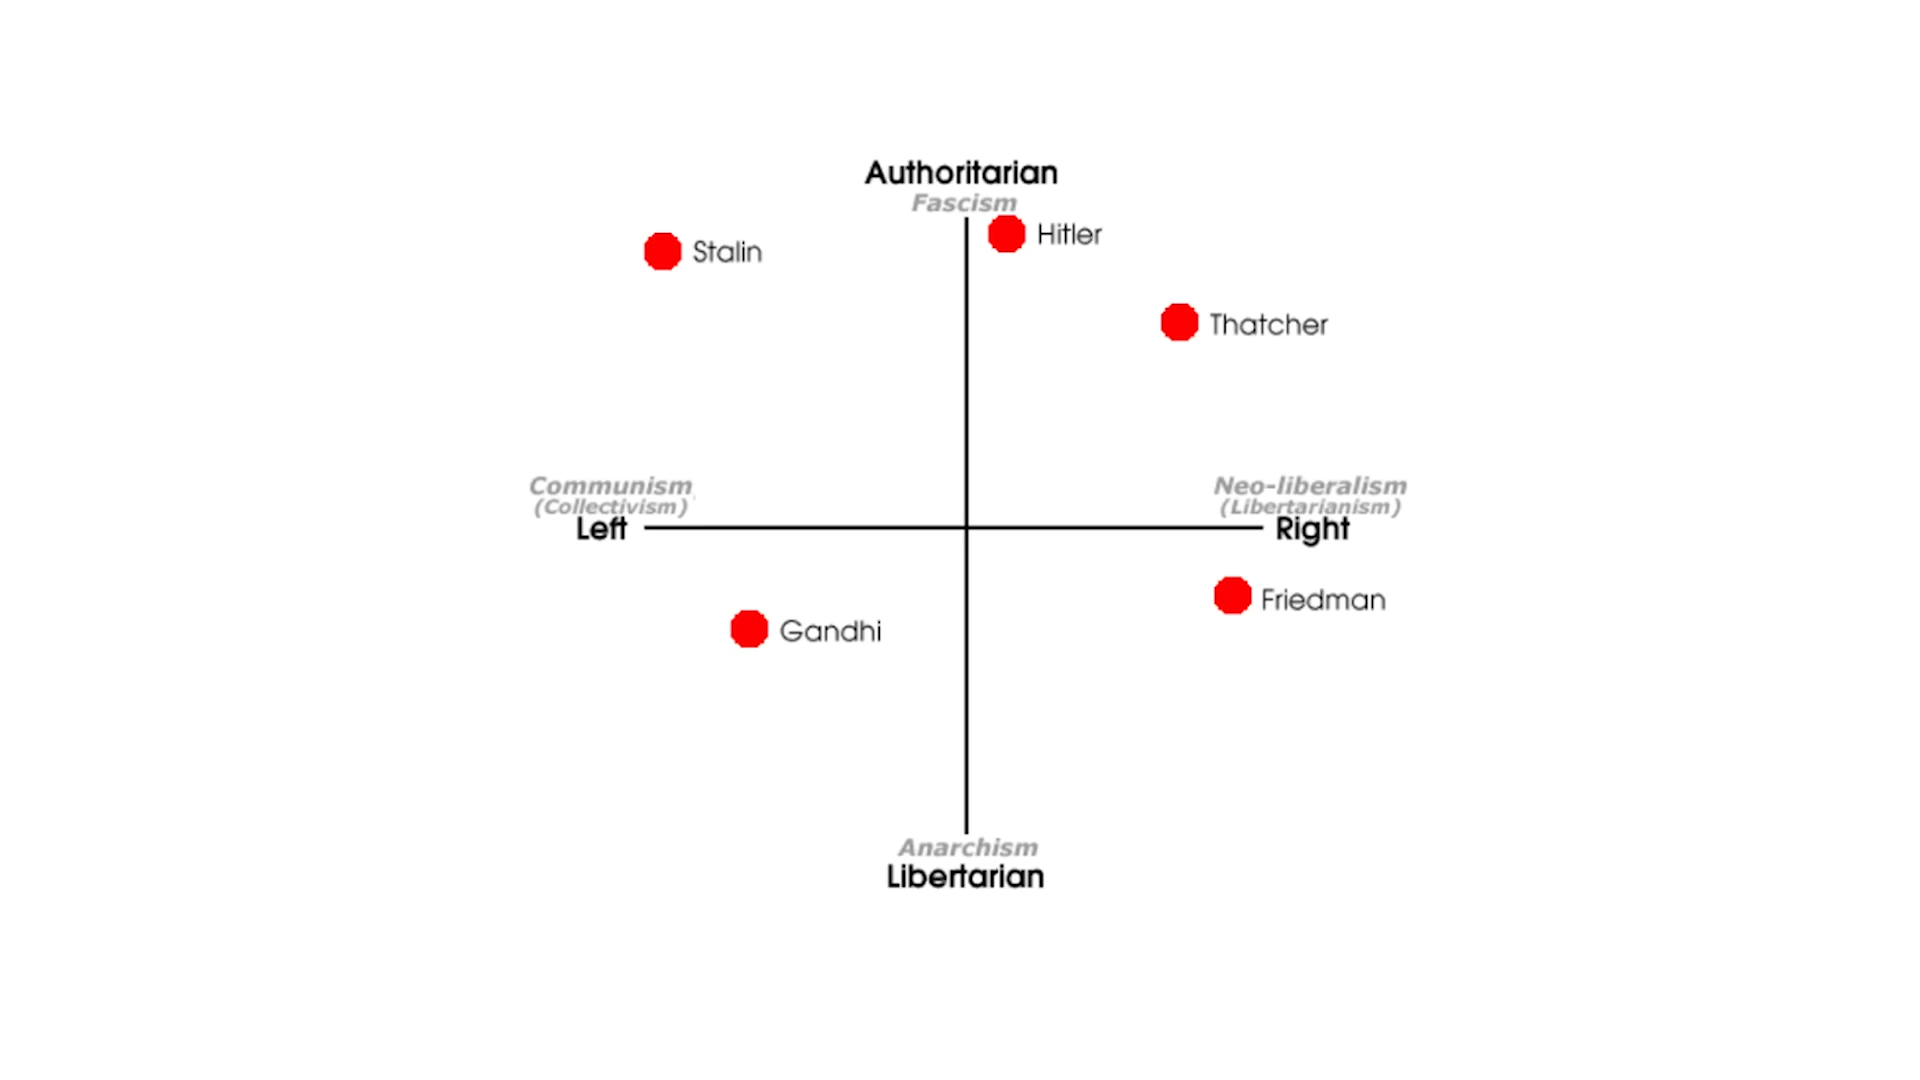 Authoritarian
Fascism
Hitler
Stalin
Thatcher
Communism
(Collectivism)
Left
Neo-liberalism
(Libertarianism)
Right
Friedman
Gandhi
Anarchism
Libertarian